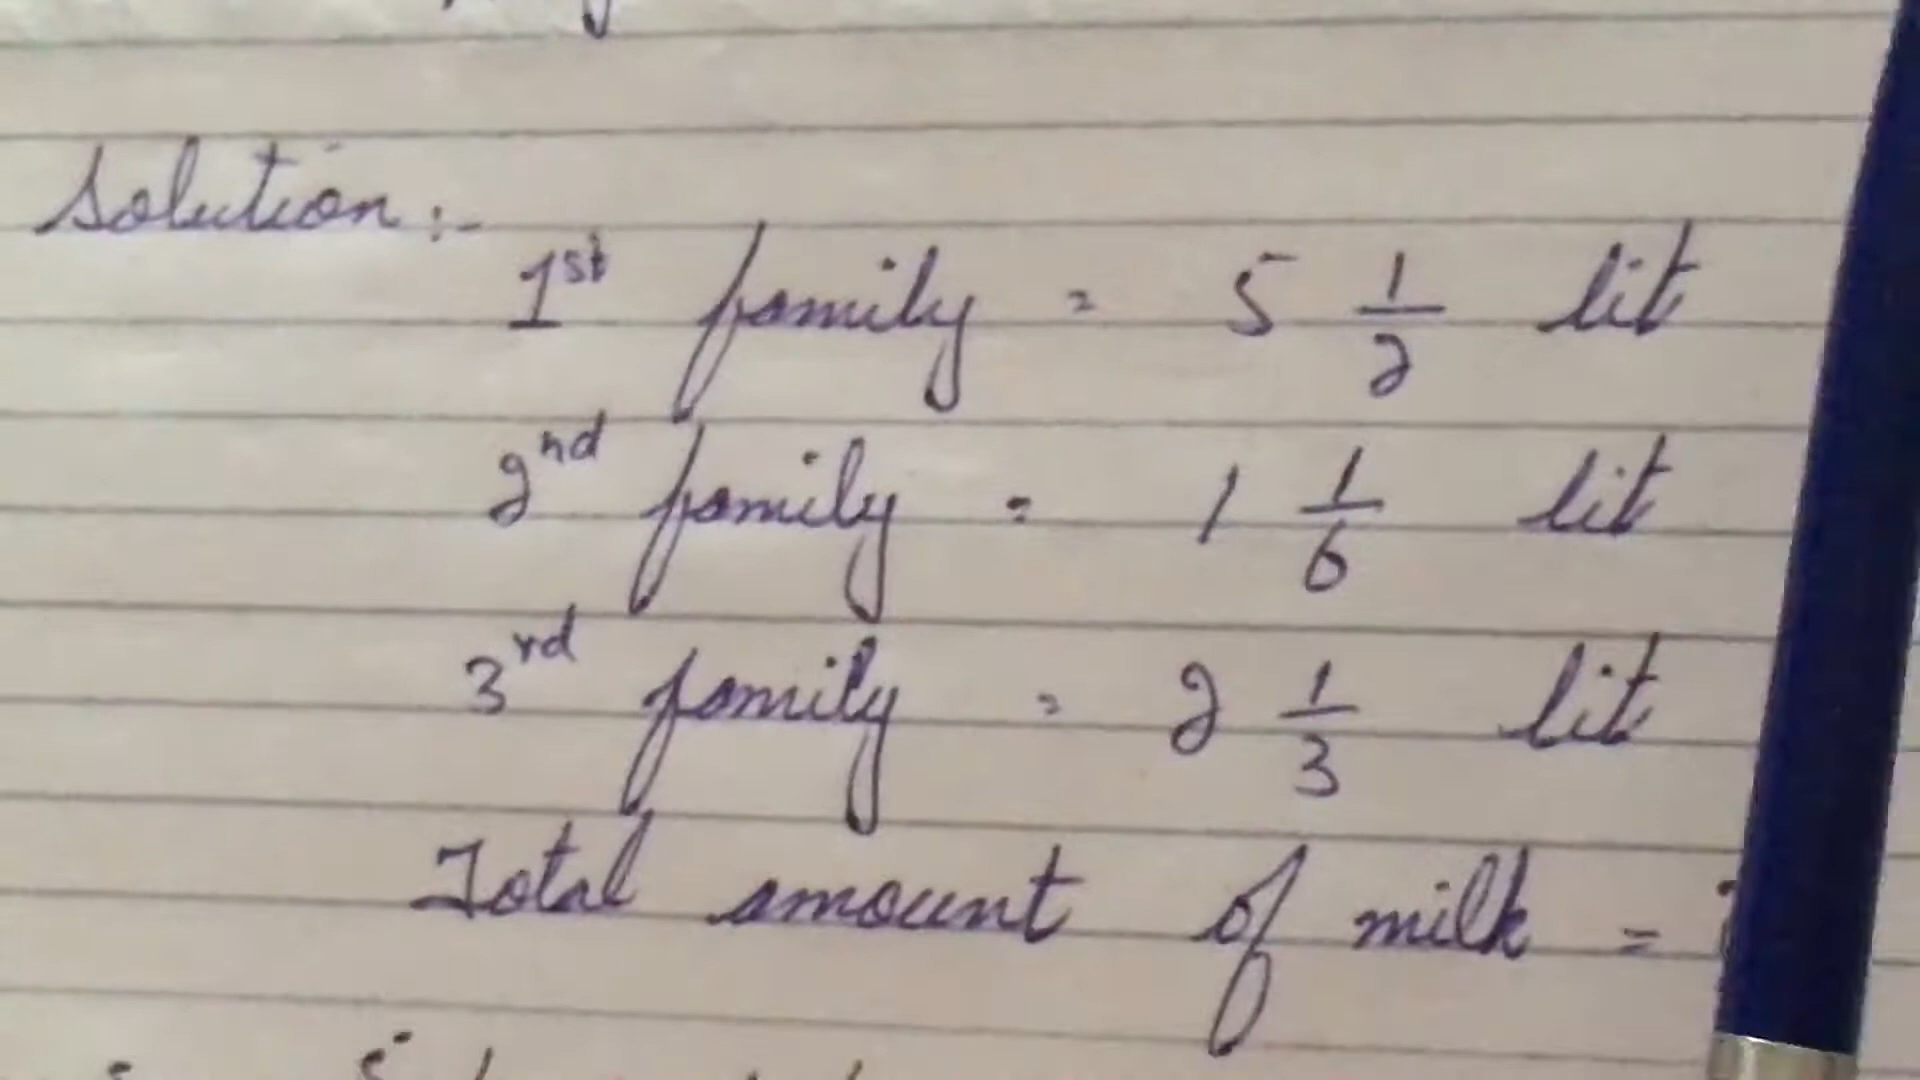 Solution :-
1st family = 5 1/2 lit
2nd family = 1 1/6 lit
3rd family = 2 1/3 lit
Total amount of milk =